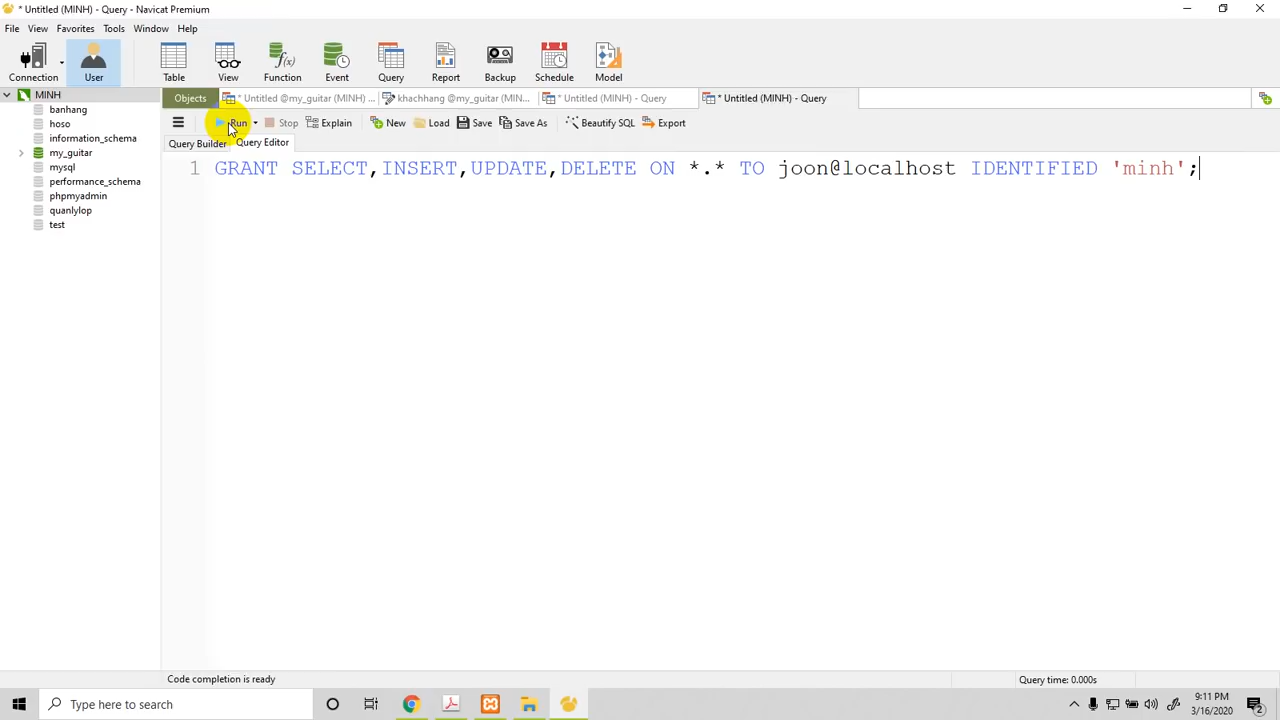 * Untitled (MINH) - Query - Navicat Premium
File View Favorites Tools Window Help
Connection User Table View Function Event Query Report Backup Schedule Model
f(x)
MINH
banhang
hoso
information_schema
my_guitar
mysql
performance_schema
phpmyadmin
quanlylop
test
Objects * Untitled @my_guitar (MINH) ... khachhang @my_guitar (MIN... * Untitled (MINH) - Query * Untitled (MINH) - Query
Run Stop Explain New Load Save Save As Beautify SQL Export
Query Builder Query Editor
1 GRANT SELECT,INSERT,UPDATE,DELETE ON *.* TO joon@localhost IDENTIFIED 'minh';
Code completion is ready Query time: 0.000s
Type here to search
9:11 PM
3/16/2020
2